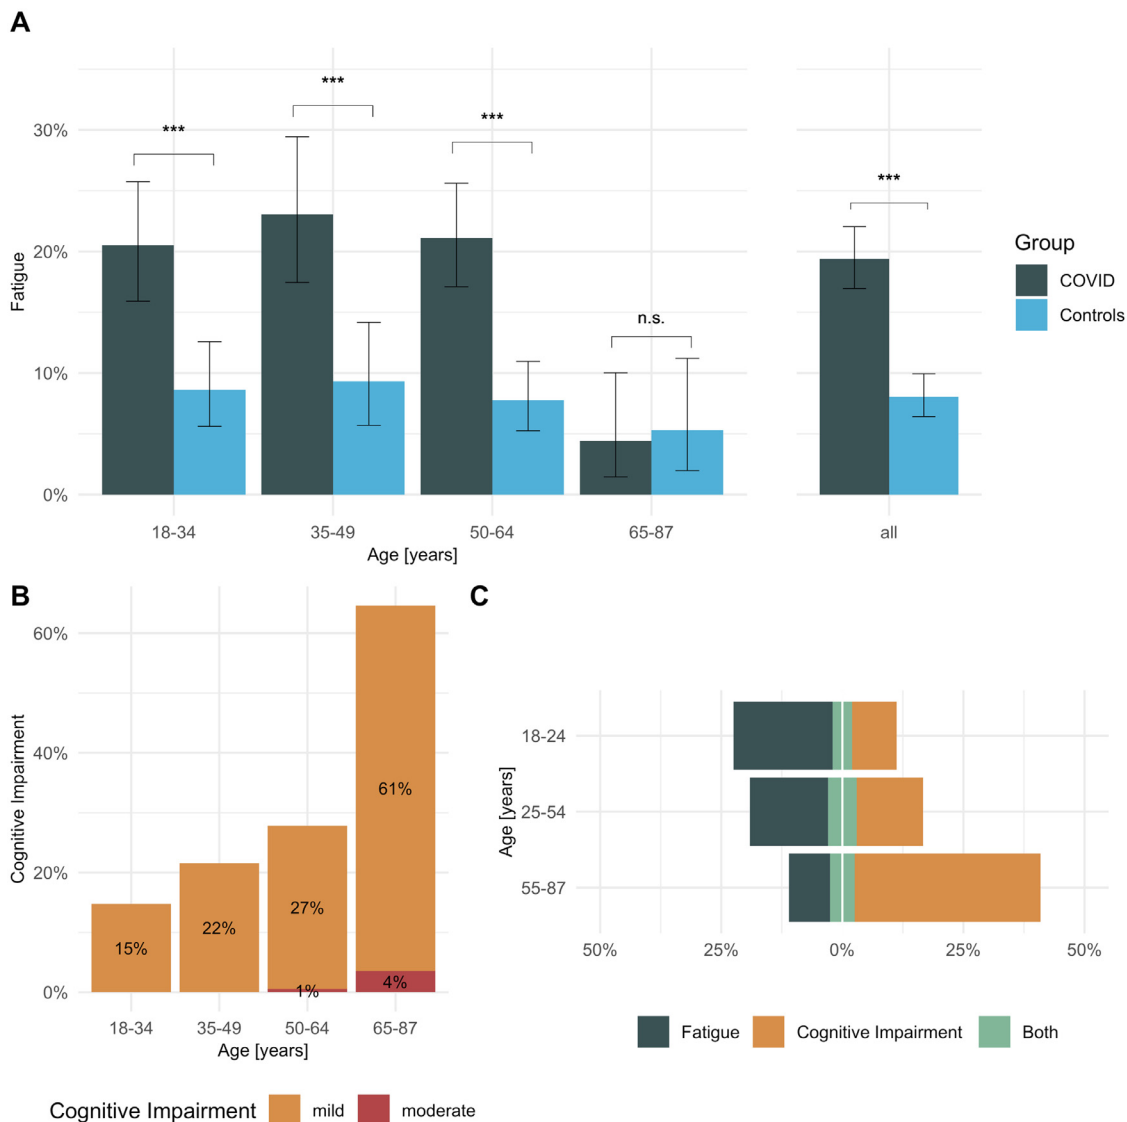 A
***
***
***
***
n.s.
30%
20%
10%
0%
Fatigue
18-34
35-49
50-64
65-87
all
Age [years]
Group
COVID
Controls
B
60%
40%
20%
0%
Cognitive Impairment
15%
22%
27%
1%
61%
4%
18-34
35-49
50-64
65-87
Age [years]
Cognitive Impairment
mild
moderate
C
Age [years]
18-24
25-54
55-87
50%
25%
0%
25%
50%
Fatigue
Cognitive Impairment
Both